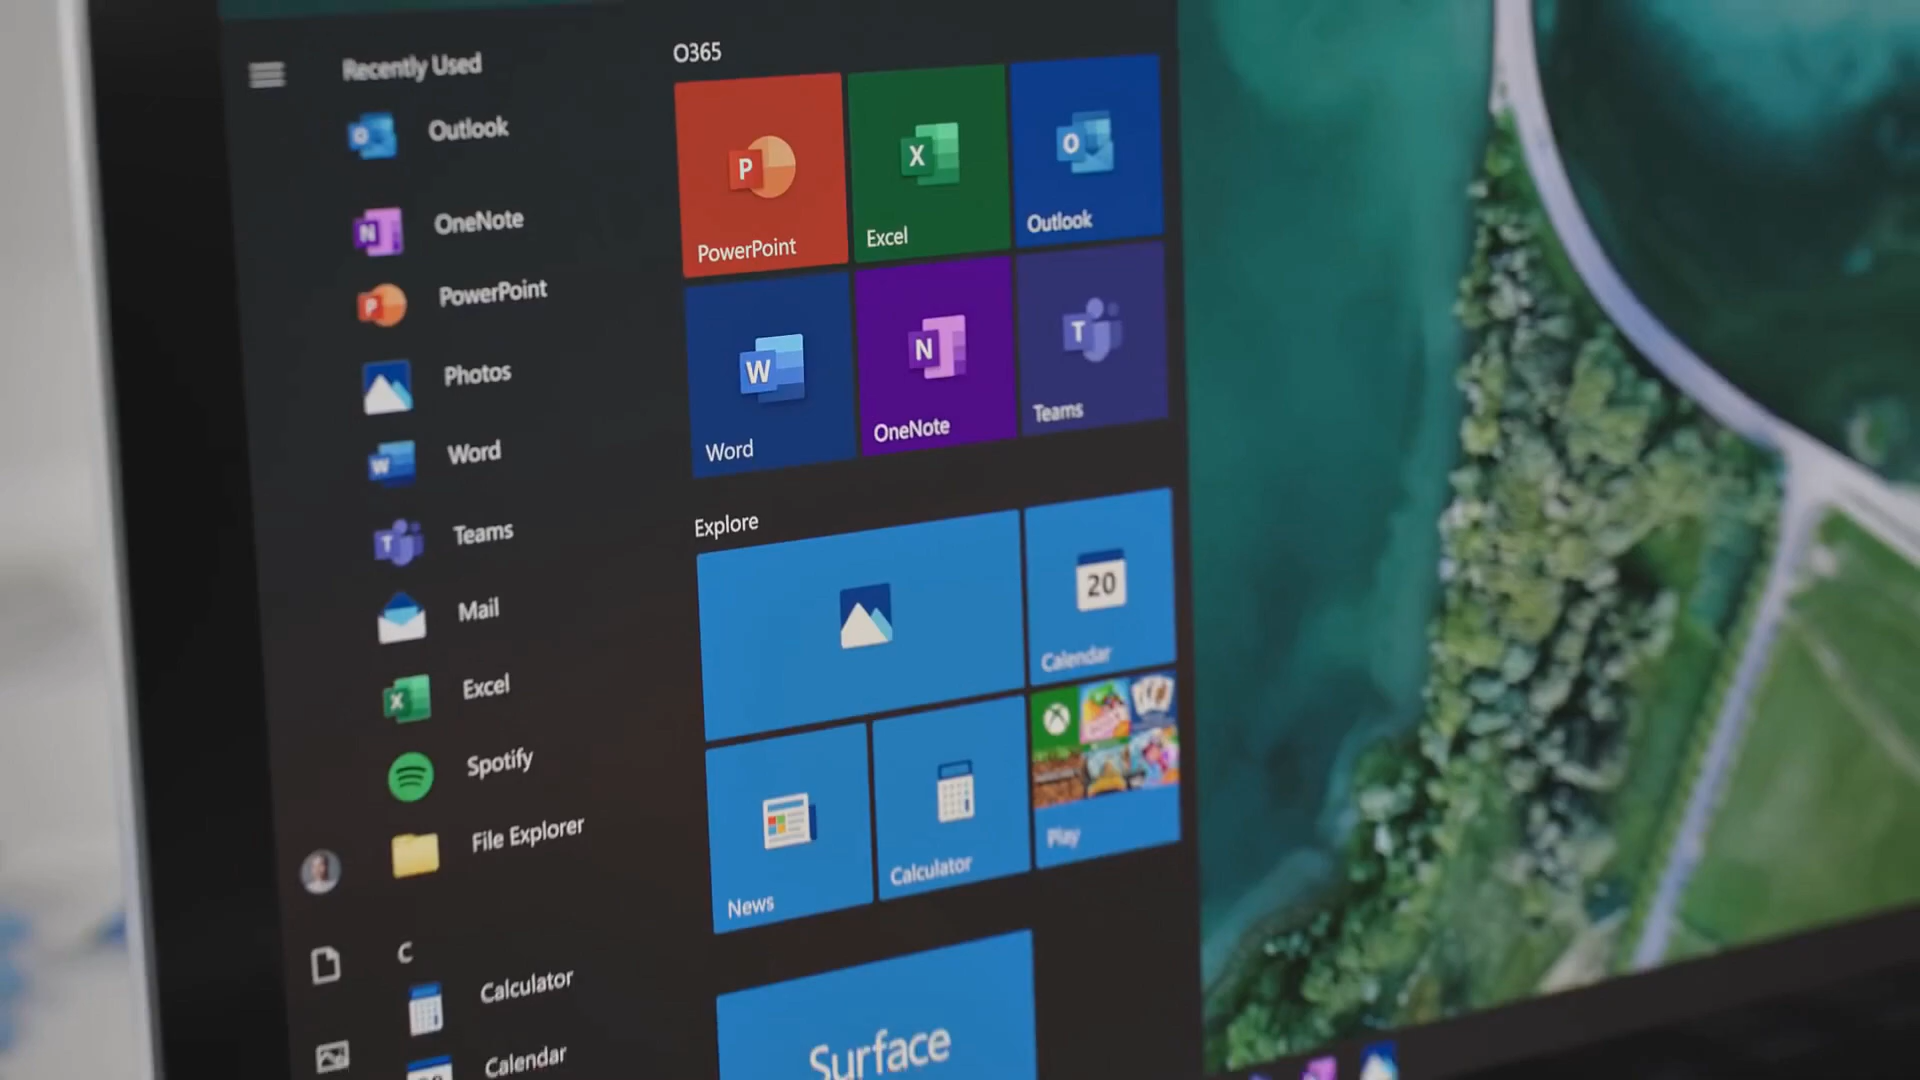 Recently Used
Outlook
OneNote
PowerPoint
Photos
Word
Teams
Mail
Excel
Spotify
File Explorer
C
Calculator
Calendar
O365
P
PowerPoint
X
Excel
O
Outlook
W
Word
N
OneNote
T
Teams
Explore
20
Calendar
News
Calculator
Play
Surface